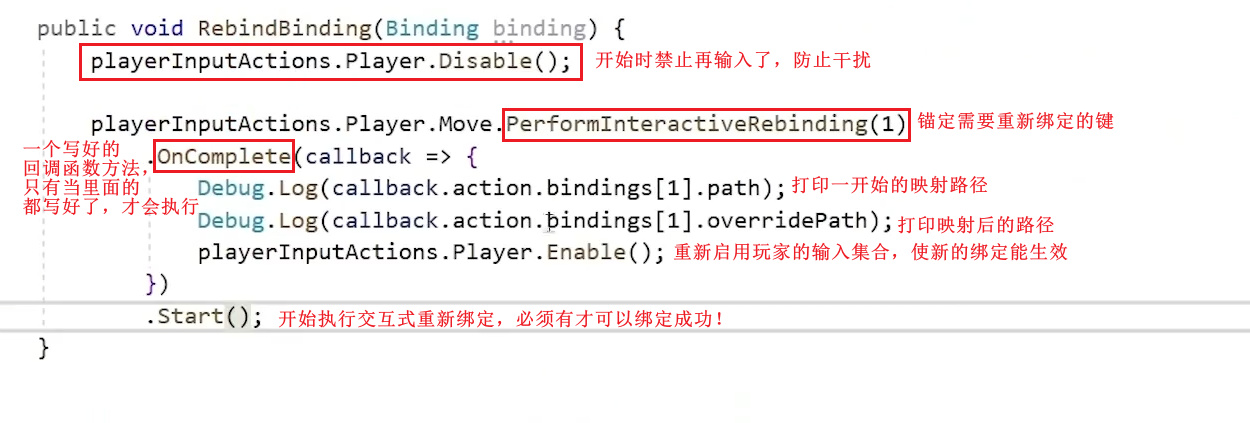 public void RebindBinding(Binding binding) {
playerInputActions.Player.Disable(); 开始时禁止再输入了，防止干扰
playerInputActions.Player.Move.PerformInteractiveRebinding(1) 锚定需要重新绑定的键
.OnComplete(callback => {
一个写好的
回调函数方法，
只有当里面的
都写好了，才会执行
Debug.Log(callback.action.bindings[1].path); 打印一开始的映射路径
Debug.Log(callback.action.bindings[1].overridePath); 打印映射后的路径
playerInputActions.Player.Enable(); 重新启用玩家的输入集合，使新的绑定能生效
})
.Start(); 开始执行交互式重新绑定，必须有才可以绑定成功！
}